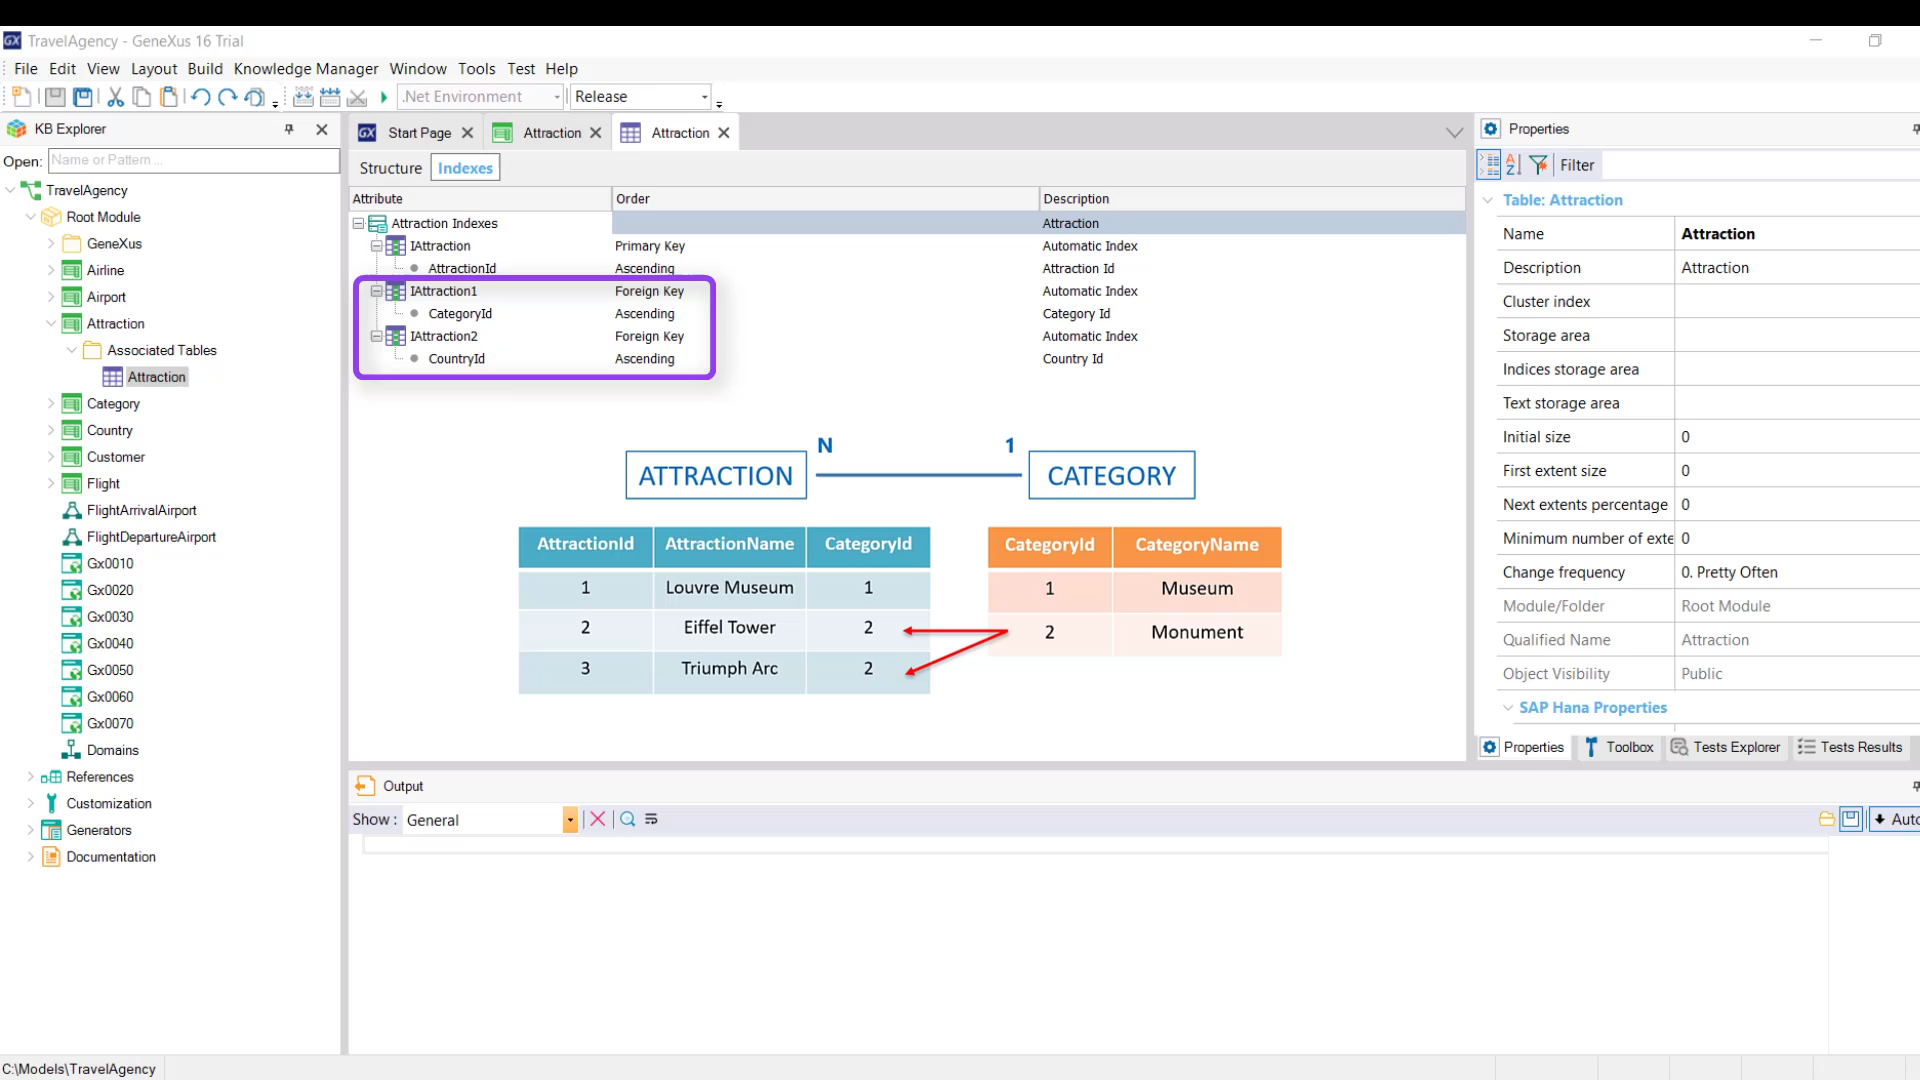 GX TravelAgency - GeneXus 16 Trial
File Edit View Layout Build Knowledge Manager Window Tools Test Help
.Net Environment Release
KB Explorer
Open: Name or Pattern ...
TravelAgency
Root Module
GeneXus
Airline
Airport
Attraction
Associated Tables
Attraction
Category
Country
Customer
Flight
FlightArrivalAirport
FlightDepartureAirport
Gx0010
Gx0020
Gx0030
Gx0040
Gx0050
Gx0060
Gx0070
Domains
References
Customization
Generators
Documentation
GX Start Page Attraction Attraction
Structure Indexes
Attribute Order Description
Attraction Indexes Attraction
IAttraction Primary Key Automatic Index
AttractionId Ascending Attraction Id
IAttraction1 Foreign Key Automatic Index
CategoryId Ascending Category Id
IAttraction2 Foreign Key Automatic Index
CountryId Ascending Country Id
N 1
ATTRACTION CATEGORY
AttractionId AttractionName CategoryId
1 Louvre Museum 1
2 Eiffel Tower 2
3 Triumph Arc 2
CategoryId CategoryName
1 Museum
2 Monument
Properties
Filter
Table: Attraction
Name Attraction
Description Attraction
Cluster index
Storage area
Indices storage area
Text storage area
Initial size 0
First extent size 0
Next extents percentage 0
Minimum number of exte 0
Change frequency 0. Pretty Often
Module/Folder Root Module
Qualified Name Attraction
Object Visibility Public
SAP Hana Properties
Properties Toolbox Tests Explorer Tests Results
Output
Show : General
Auto
C:\Models\TravelAgency